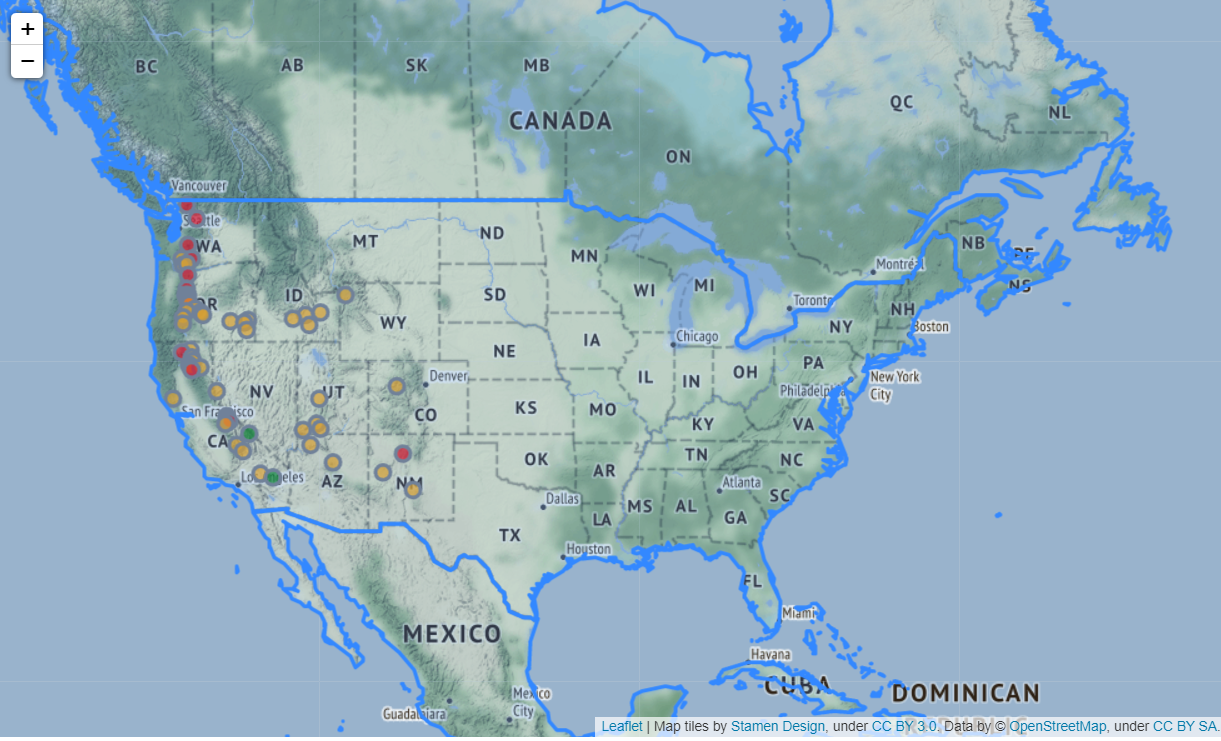 +
−
BC
AB
SK
MB
QC
NL
CANADA
ON
Vancouver
Seattle
WA
MT
ND
MN
NB
PE
NS
Montréal
ID
OR
SD
WI
MI
Toronto
NH
Boston
WY
NY
IA
Chicago
NE
PA
New York
City
Denver
IL
IN
OH
Philadelphia
NV
UT
CO
KS
MO
KY
VA
San Francisco
CA
OK
AR
TN
NC
Los Angeles
AZ
NM
Dallas
MS
AL
Atlanta
SC
GA
LA
TX
Houston
FL
Miami
MEXICO
Havana
CUBA
DOMINICAN
REPUBLIC
Mexico
City
Guadalajara
Leaflet | Map tiles by Stamen Design, under CC BY 3.0. Data by © OpenStreetMap, under CC BY SA.